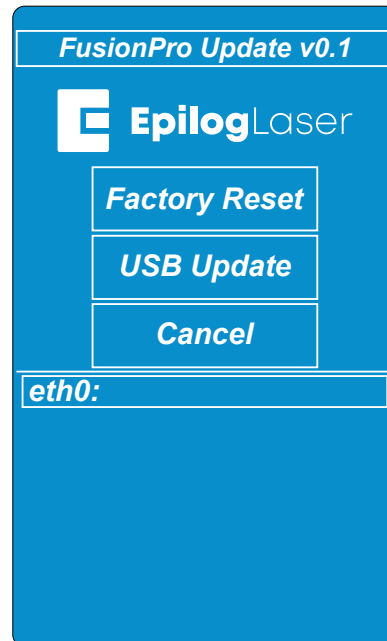 FusionPro Update v0.1
EpilogLaser
Factory Reset
USB Update
Cancel
eth0: